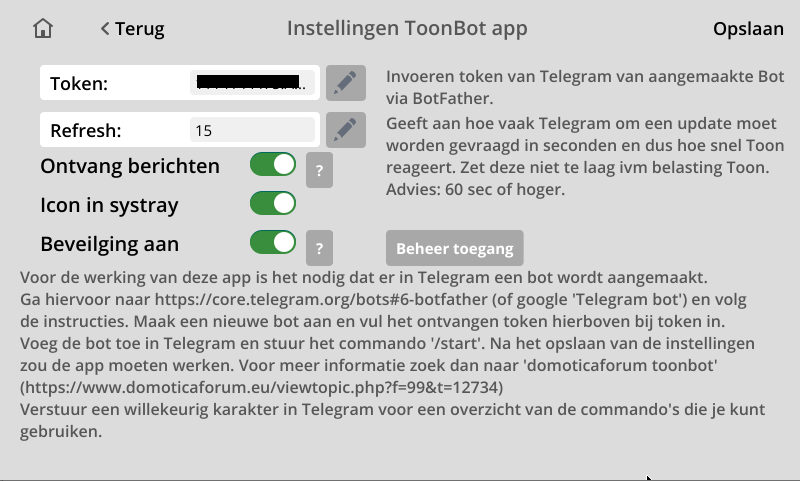 Terug
Instellingen ToonBot app
Opslaan
Token:
Invoeren token van Telegram van aangemaakte Bot
via BotFather.
Refresh:
15
Geeft aan hoe vaak Telegram om een update moet
worden gevraagd in seconden en dus hoe snel Toon
reageert. Zet deze niet te laag ivm belasting Toon.
Advies: 60 sec of hoger.
Ontvang berichten
?
Icon in systray
Beveilging aan
?
Beheer toegang
Voor de werking van deze app is het nodig dat er in Telegram een bot wordt aangemaakt.
Ga hiervoor naar https://core.telegram.org/bots#6-botfather (of google 'Telegram bot') en volg
de instructies. Maak een nieuwe bot aan en vul het ontvangen token hierboven bij token in.
Voeg de bot toe in Telegram en stuur het commando '/start'. Na het opslaan van de instellingen
zou de app moeten werken. Voor meer informatie zoek dan naar 'domoticaforum toonbot'
(https://www.domoticaforum.eu/viewtopic.php?f=99&t=12734)
Verstuur een willekeurig karakter in Telegram voor een overzicht van de commando's die je kunt
gebruiken.